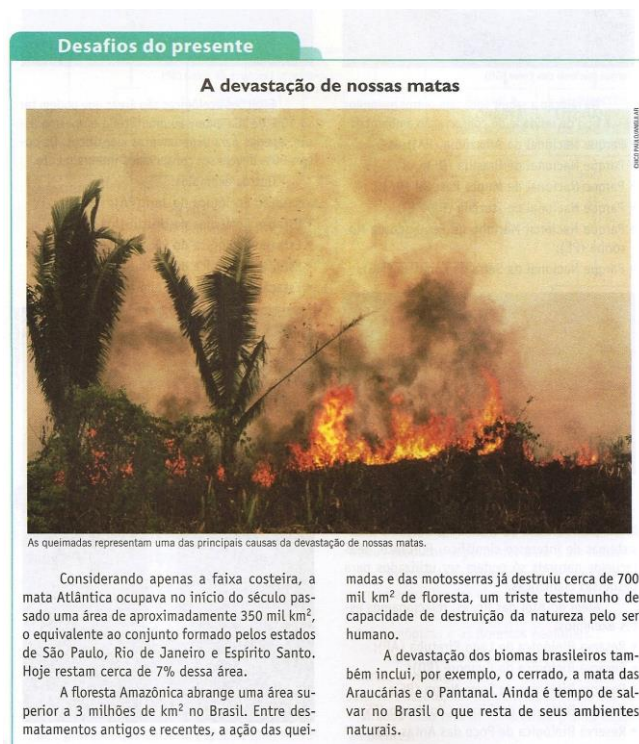 Desafios do presente
A devastação de nossas matas
As queimadas representam uma das principais causas da devastação de nossas matas.
Considerando apenas a faixa costeira, a
mata Atlântica ocupava no início do século pas-
sado uma área de aproximadamente 350 mil km²,
o equivalente ao conjunto formado pelos estados
de São Paulo, Rio de Janeiro e Espírito Santo.
Hoje restam cerca de 7% dessa área.
A floresta Amazônica abrange uma área su-
perior a 3 milhões de km² no Brasil. Entre des-
matamentos antigos e recentes, a ação das quei-
madas e das motosserras já destruiu cerca de 700
mil km² de floresta, um triste testemunho de
capacidade de destruição da natureza pelo ser
humano.
A devastação dos biomas brasileiros tam-
bém inclui, por exemplo, o cerrado, a mata das
Araucárias e o Pantanal. Ainda é tempo de sal-
var no Brasil o que resta de seus ambientes
naturais.